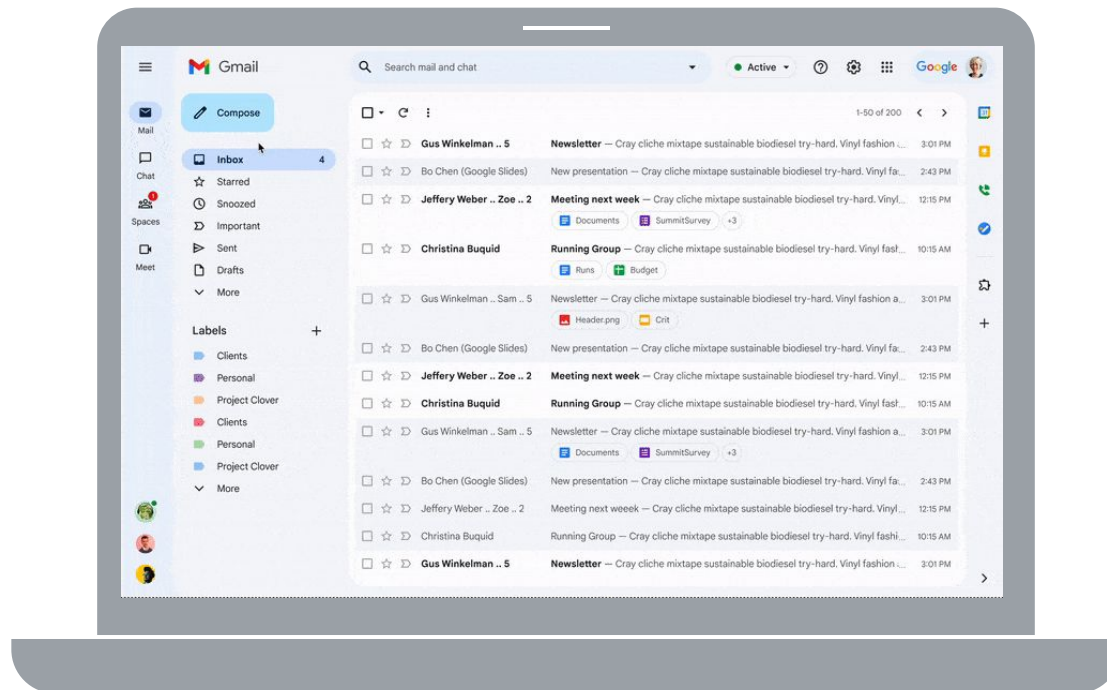 Gmail
Search mail and chat
Active
Google
Compose
1-50 of 200
Mail
Chat
Spaces
Meet
Inbox 4
Starred
Snoozed
Important
Sent
Drafts
More
Labels
Clients
Personal
Project Clover
Clients
Personal
Project Clover
More
Gus Winkelman .. 5 Newsletter — Cray cliche mixtape sustainable biodiesel try-hard. Vinyl fashion ... 3:01 PM
Bo Chen (Google Slides) New presentation — Cray cliche mixtape sustainable biodiesel try-hard. Vinyl fa... 2:43 PM
Jeffery Weber .. Zoe .. 2 Meeting next week — Cray cliche mixtape sustainable biodiesel try-hard. Vinyl... 12:15 PM
Documents SummitSurvey +3
Christina Buquid Running Group — Cray cliche mixtape sustainable biodiesel try-hard. Vinyl fast... 10:15 AM
Runs Budget
Gus Winkelman .. Sam .. 5 Newsletter — Cray cliche mixtape sustainable biodiesel try-hard. Vinyl fashion a... 3:01 PM
Header.png Crit
Bo Chen (Google Slides) New presentation — Cray cliche mixtape sustainable biodiesel try-hard. Vinyl fa... 2:43 PM
Jeffery Weber .. Zoe .. 2 Meeting next week — Cray cliche mixtape sustainable biodiesel try-hard. Vinyl... 12:15 PM
Christina Buquid Running Group — Cray cliche mixtape sustainable biodiesel try-hard. Vinyl fast... 10:15 AM
Gus Winkelman .. Sam .. 5 Newsletter — Cray cliche mixtape sustainable biodiesel try-hard. Vinyl fashion a... 3:01 PM
Documents SummitSurvey +3
Bo Chen (Google Slides) New presentation — Cray cliche mixtape sustainable biodiesel try-hard. Vinyl fa... 2:43 PM
Jeffery Weber .. Zoe .. 2 Meeting next weeek — Cray cliche mixtape sustainable biodiesel try-hard. Vinyl... 12:15 PM
Christina Buquid Running Group — Cray cliche mixtape sustainable biodiesel try-hard. Vinyl fashi... 10:15 AM
Gus Winkelman .. 5 Newsletter — Cray cliche mixtape sustainable biodiesel try-hard. Vinyl fashion ... 3:01 PM